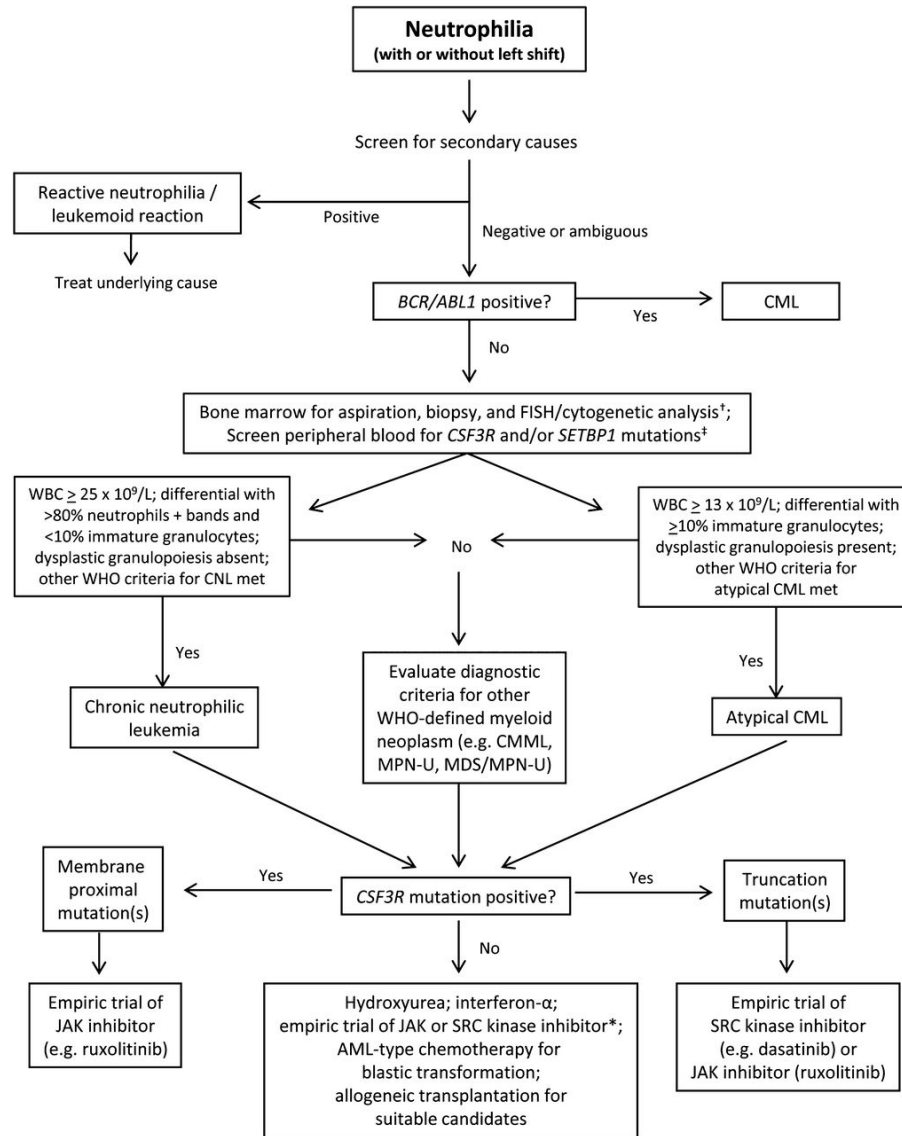 Neutrophilia
(with or without left shift)
Screen for secondary causes
Reactive neutrophilia /
leukemoid reaction
Positive
Negative or ambiguous
Treat underlying cause
BCR/ABL1 positive?
Yes
CML
No
Bone marrow for aspiration, biopsy, and FISH/cytogenetic analysis†;
Screen peripheral blood for CSF3R and/or SETBP1 mutations‡
WBC ≥ 25 x 10⁹/L; differential with
>80% neutrophils + bands and
<10% immature granulocytes;
dysplastic granulopoiesis absent;
other WHO criteria for CNL met
No
WBC ≥ 13 x 10⁹/L; differential with
≥10% immature granulocytes;
dysplastic granulopoiesis present;
other WHO criteria for
atypical CML met
Yes
Chronic neutrophilic
leukemia
Evaluate diagnostic
criteria for other
WHO-defined myeloid
neoplasm (e.g. CMML,
MPN-U, MDS/MPN-U)
Yes
Atypical CML
Membrane
proximal
mutation(s)
Yes
CSF3R mutation positive?
Yes
Truncation
mutation(s)
No
Empiric trial of
JAK inhibitor
(e.g. ruxolitinib)
Hydroxyurea; interferon-α;
empiric trial of JAK or SRC kinase inhibitor*;
AML-type chemotherapy for
blastic transformation;
allogeneic transplantation for
suitable candidates
Empiric trial of
SRC kinase inhibitor
(e.g. dasatinib) or
JAK inhibitor (ruxolitinib)